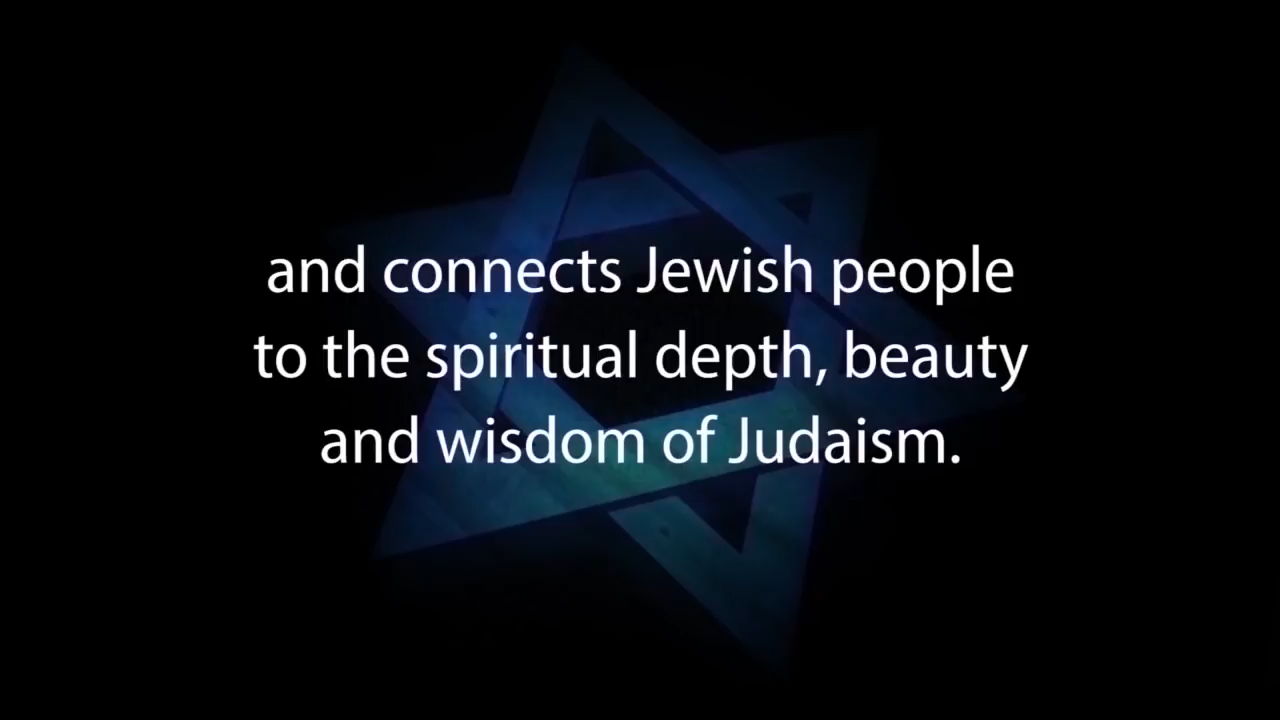 and connects Jewish people
to the spiritual depth, beauty
and wisdom of Judaism.